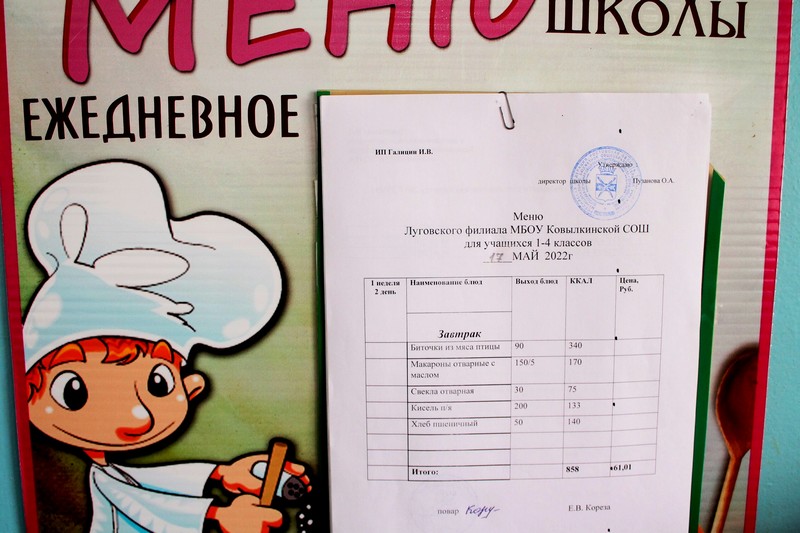 МЕНЮ ШКОЛЫ
ЕЖЕДНЕВНОЕ
ИП Галицин И.В.
Утверждаю
директор школы Пузанова О.А.
Меню
Луговского филиала МБОУ Ковылкинской СОШ
для учащихся 1-4 классов
17 МАЙ 2022г
1 неделя 2 день Наименование блюд Выход блюд ККАЛ Цена, Руб.
Завтрак
Биточки из мяса птицы 90 340
Макароны отварные с 150/5 170
маслом
Свекла отварная 30 75
Кисель п/я 200 133
Хлеб пшеничный 50 140
Итого: 858 61,01
повар Е.В. Кореза